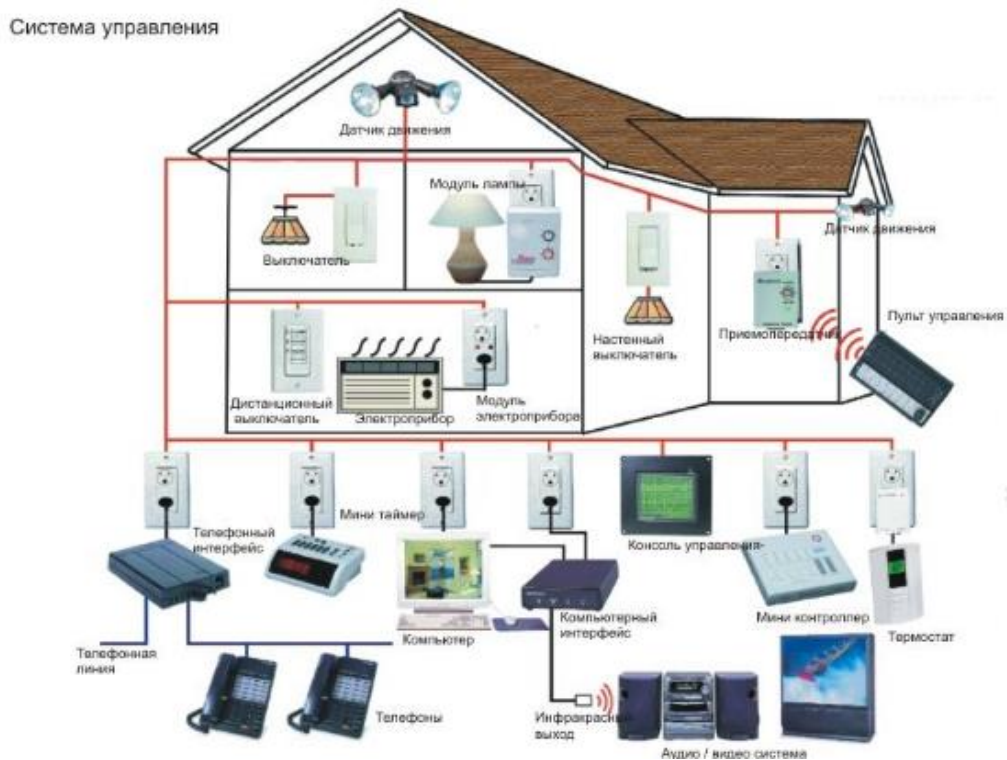 Система управления
Датчик движения
Модуль лампы
Выключатель
Датчик движения
Настенный
выключатель
Приемопередатчик
Пульт управления
Дистанционный
выключатель
Электроприбор
Модуль
электроприбора
Телефонный
интерфейс
Мини таймер
Консоль управления-
Компьютер
Компьютерный
интерфейс
Мини контроллер
Термостат
Телефонная
линия
Телефоны
Инфракрасный
выход
Аудио / видео система